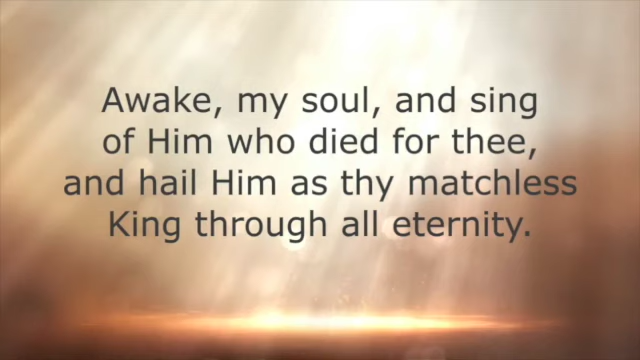 Awake, my soul, and sing
of Him who died for thee,
and hail Him as thy matchless
King through all eternity.